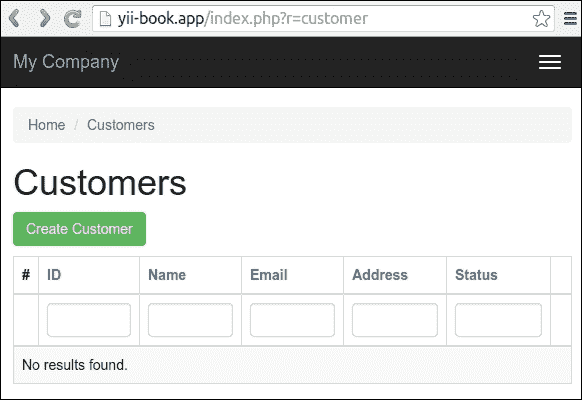 yii-book.app/index.php?r=customer
My Company
Home / Customers
Customers
Create Customer
# ID Name Email Address Status
No results found.